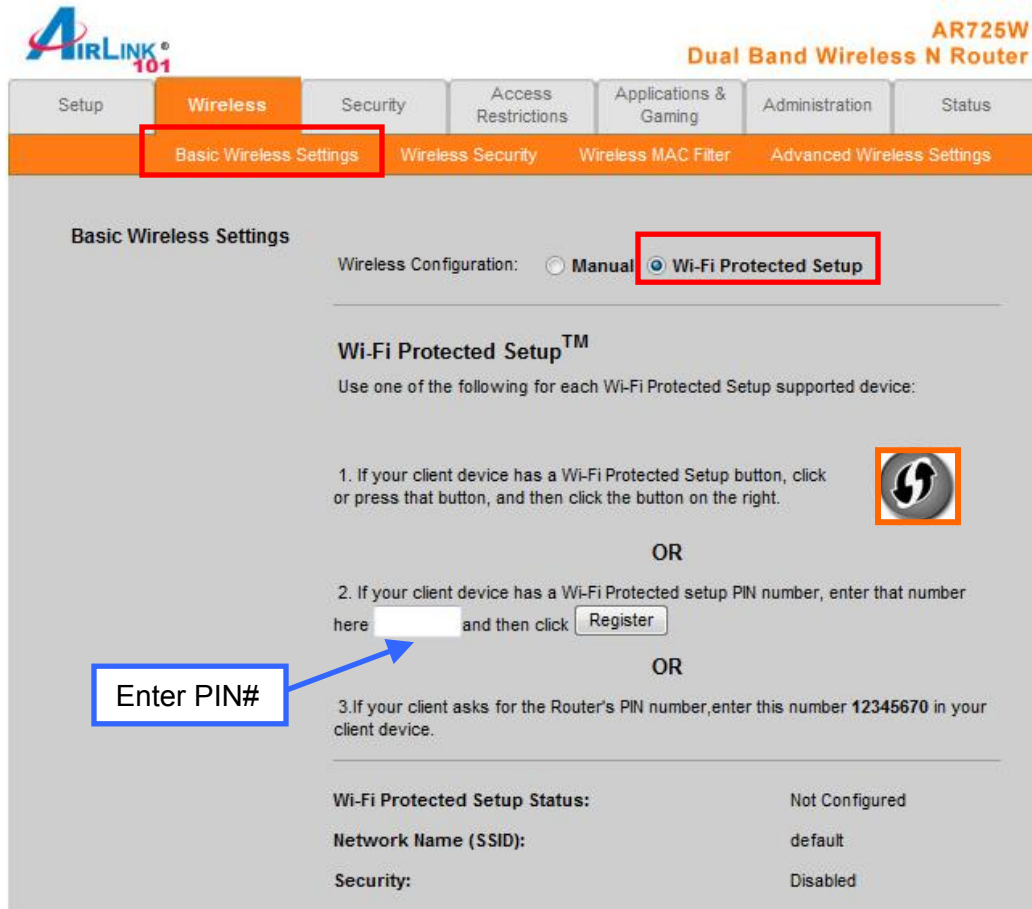 AIRLINK®
101
AR725W
Dual Band Wireless N Router
Setup
Wireless
Security
Access
Restrictions
Applications &
Gaming
Administration
Status
Basic Wireless Settings
Wireless Security
Wireless MAC Filter
Advanced Wireless Settings
Basic Wireless Settings
Wireless Configuration: Manual Wi-Fi Protected Setup
Wi-Fi Protected Setup™
Use one of the following for each Wi-Fi Protected Setup supported device:
1. If your client device has a Wi-Fi Protected Setup button, click
or press that button, and then click the button on the right.
OR
2. If your client device has a Wi-Fi Protected setup PIN number, enter that number
here and then click Register
OR
Enter PIN#
3.If your client asks for the Router's PIN number,enter this number 12345670 in your
client device.
Wi-Fi Protected Setup Status: Not Configured
Network Name (SSID): default
Security: Disabled